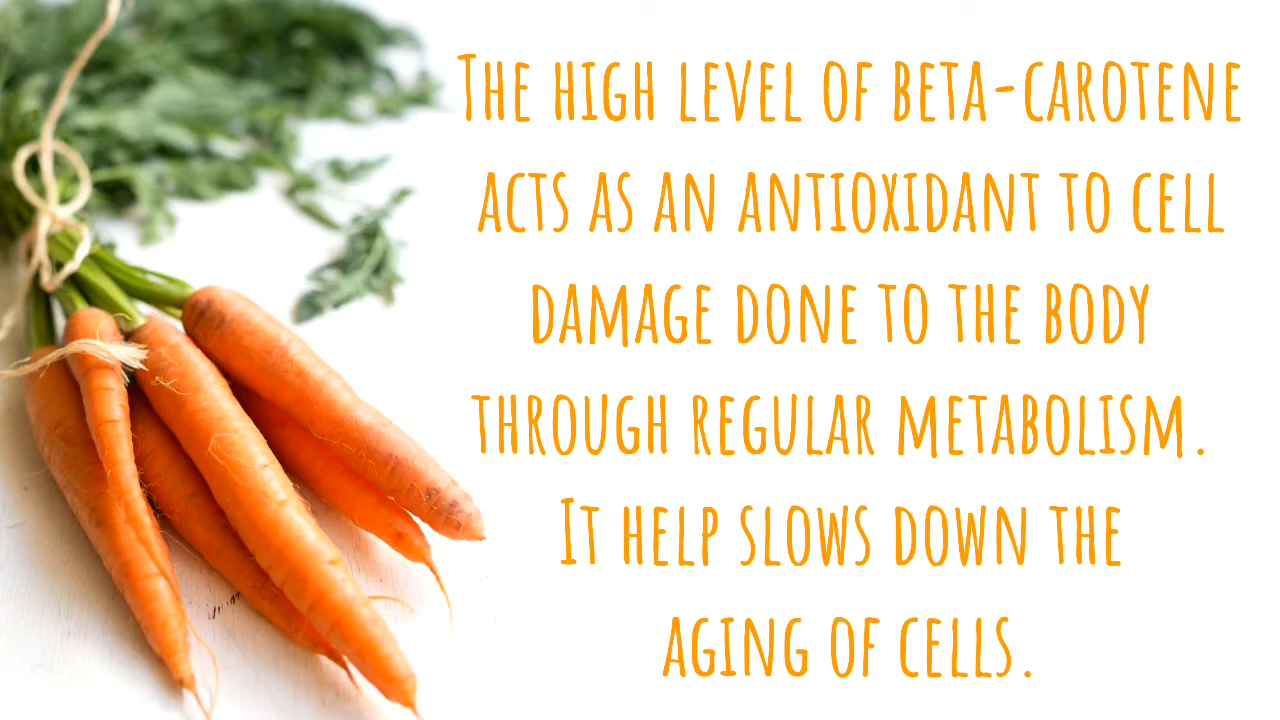 The high level of beta-carotene
acts as an antioxidant to cell
damage done to the body
through regular metabolism.
It help slows down the
aging of cells.